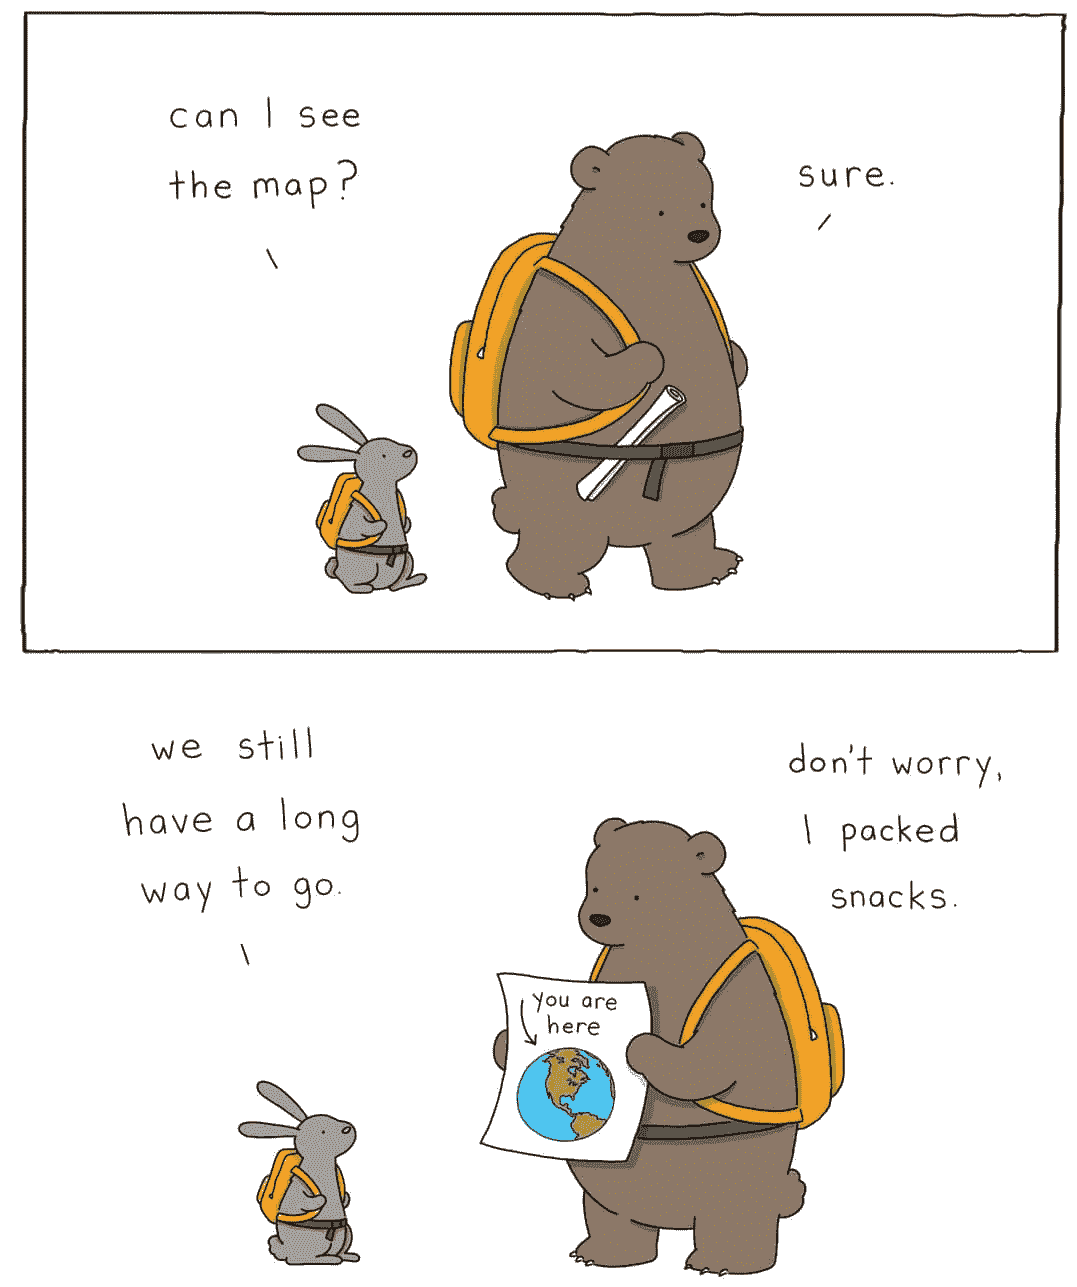 can I see
the map?
sure.
we still
have a long
way to go.
don't worry,
I packed
snacks.
you are
here